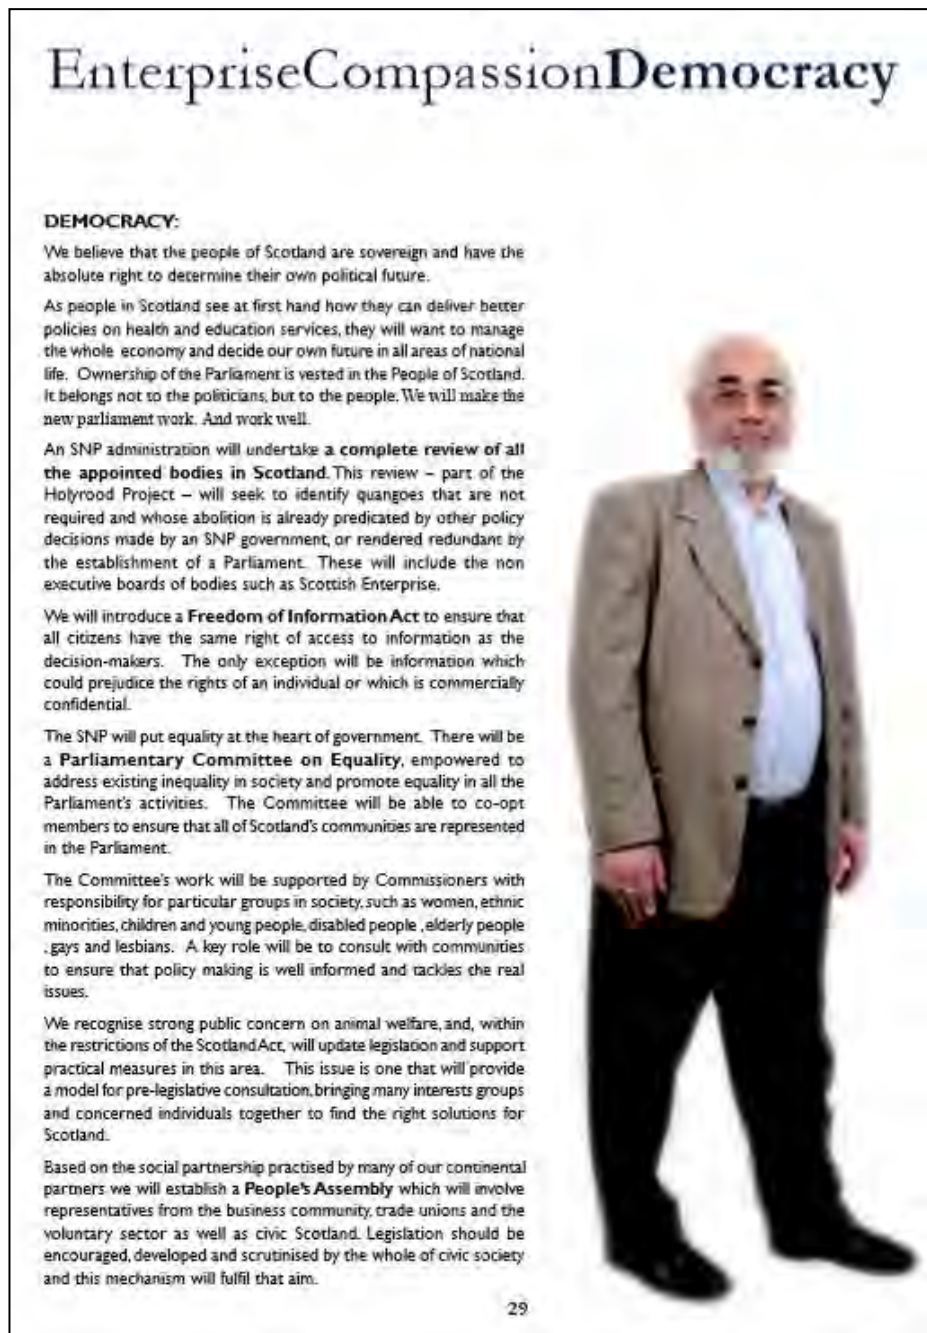 EnterpriseCompassionDemocracy
DEMOCRACY:
We believe that the people of Scotland are sovereign and have the
absolute right to determine their own political future.
As people in Scotland see at first hand how they can deliver better
policies on health and education services, they will want to manage
the whole economy and decide our own future in all areas of national
life. Ownership of the Parliament is vested in the People of Scotland.
It belongs not to the politicians, but to the people. We will make the
new parliament work. And work well.
An SNP administration will undertake a complete review of all
the appointed bodies in Scotland. This review – part of the
Holyrood Project – will seek to identify quangoes that are not
required and whose abolition is already predicated by other policy
decisions made by an SNP government, or rendered redundant by
the establishment of a Parliament. These will include the non
executive boards of bodies such as Scottish Enterprise.
We will introduce a Freedom of Information Act to ensure that
all citizens have the same right of access to information as the
decision-makers. The only exception will be information which
could prejudice the rights of an individual or which is commercially
confidential.
The SNP will put equality at the heart of government. There will be
a Parliamentary Committee on Equality, empowered to
address existing inequality in society and promote equality in all the
Parliament's activities. The Committee will be able to co-opt
members to ensure that all of Scotland's communities are represented
in the Parliament.
The Committee's work will be supported by Commissioners with
responsibility for particular groups in society, such as women, ethnic
minorities, children and young people, disabled people ,elderly people
,gays and lesbians. A key role will be to consult with communities
to ensure that policy making is well informed and tackles the real
issues.
We recognise strong public concern on animal welfare, and, within
the restrictions of the Scotland Act, will update legislation and support
practical measures in this area. This issue is one that will provide
a model for pre-legislative consultation, bringing many interests groups
and concerned individuals together to find the right solutions for
Scotland.
Based on the social partnership practised by many of our continental
partners we will establish a People's Assembly which will involve
representatives from the business community, trade unions and the
voluntary sector as well as civic Scotland. Legislation should be
encouraged, developed and scrutinised by the whole of civic society
and this mechanism will fulfil that aim.
29